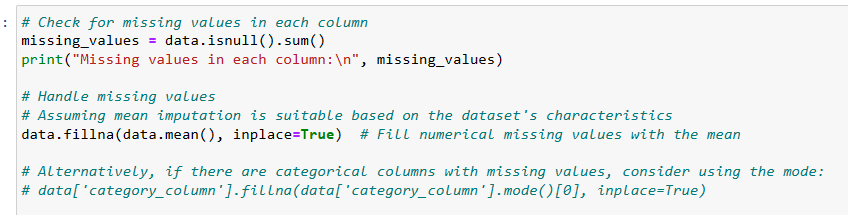 : # Check for missing values in each column
missing_values = data.isnull().sum()
print("Missing values in each column:\n", missing_values)
# Handle missing values
# Assuming mean imputation is suitable based on the dataset's characteristics
data.fillna(data.mean(), inplace=True)  # Fill numerical missing values with the mean
# Alternatively, if there are categorical columns with missing values, consider using the mode:
# data['category_column'].fillna(data['category_column'].mode()[0], inplace=True)